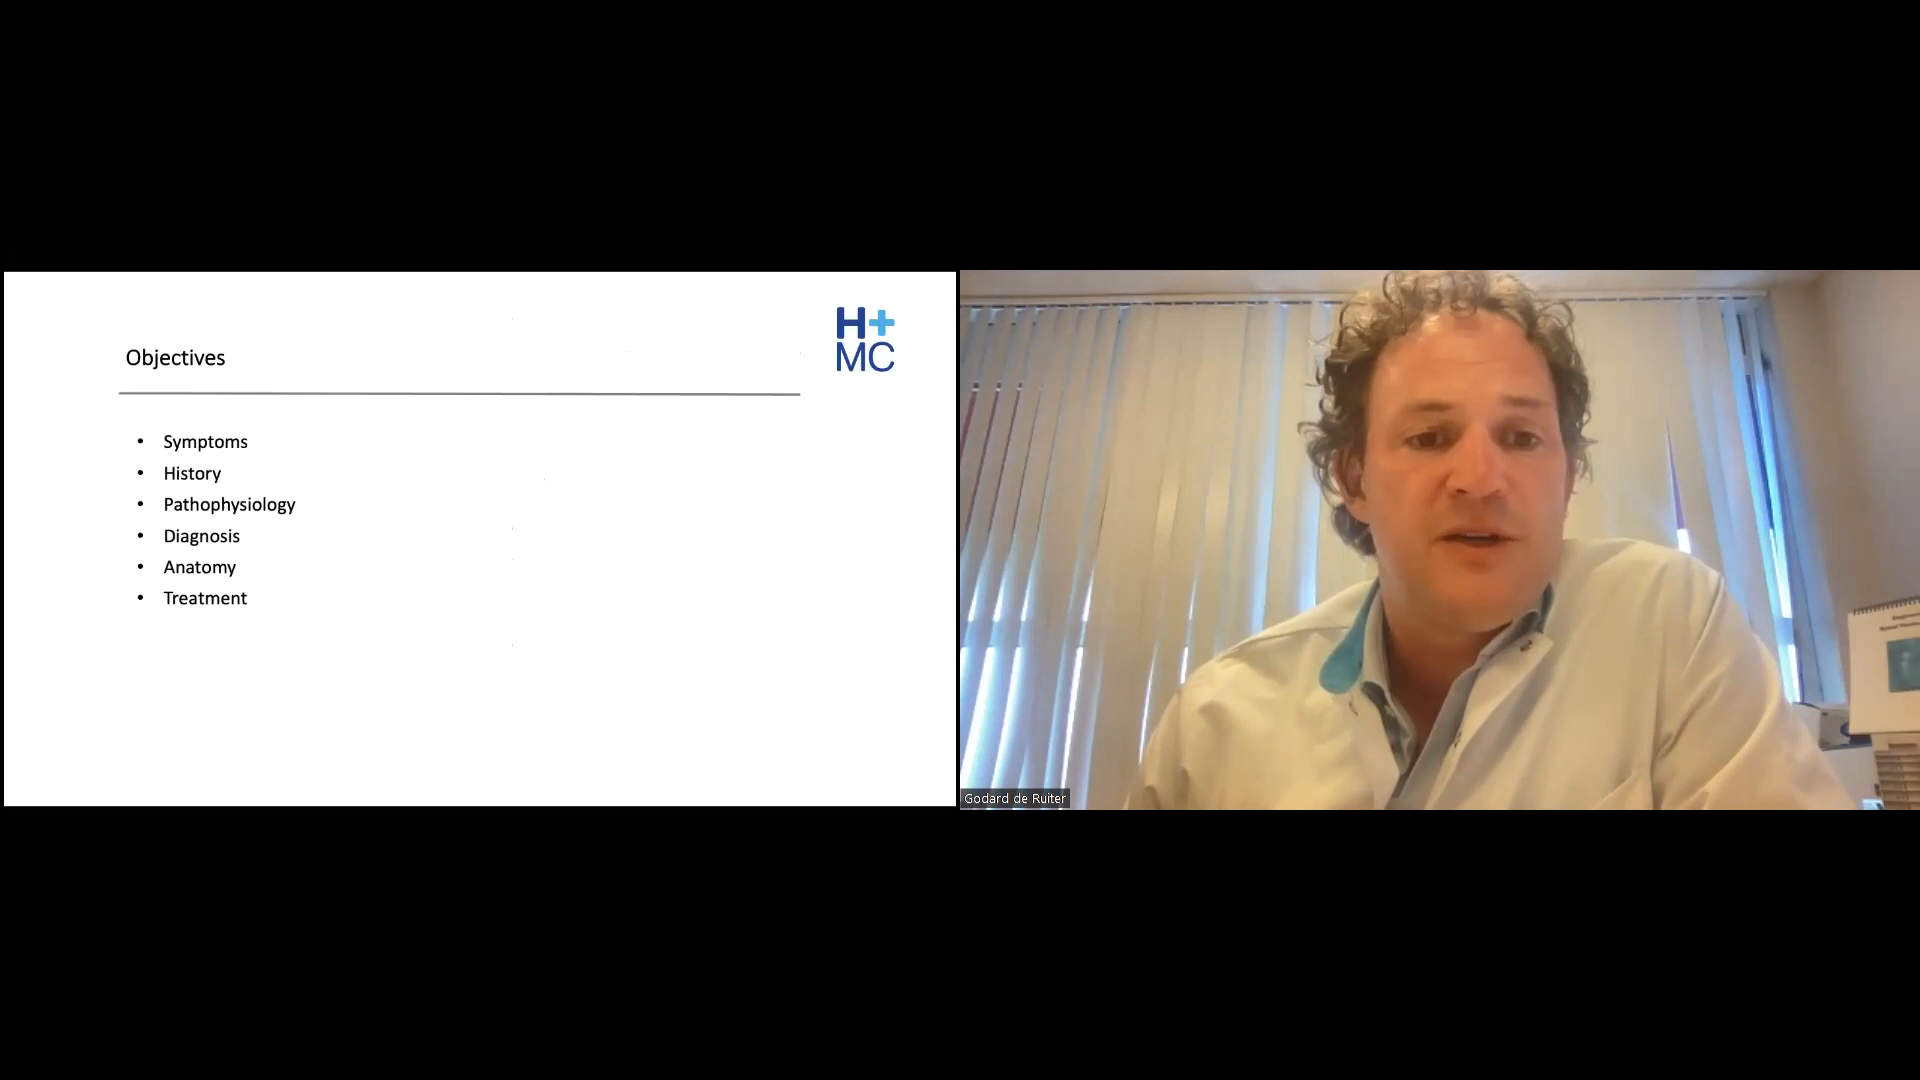 Objectives
H+
MC
• Symptoms
• History
• Pathophysiology
• Diagnosis
• Anatomy
• Treatment
Godard de Ruiter